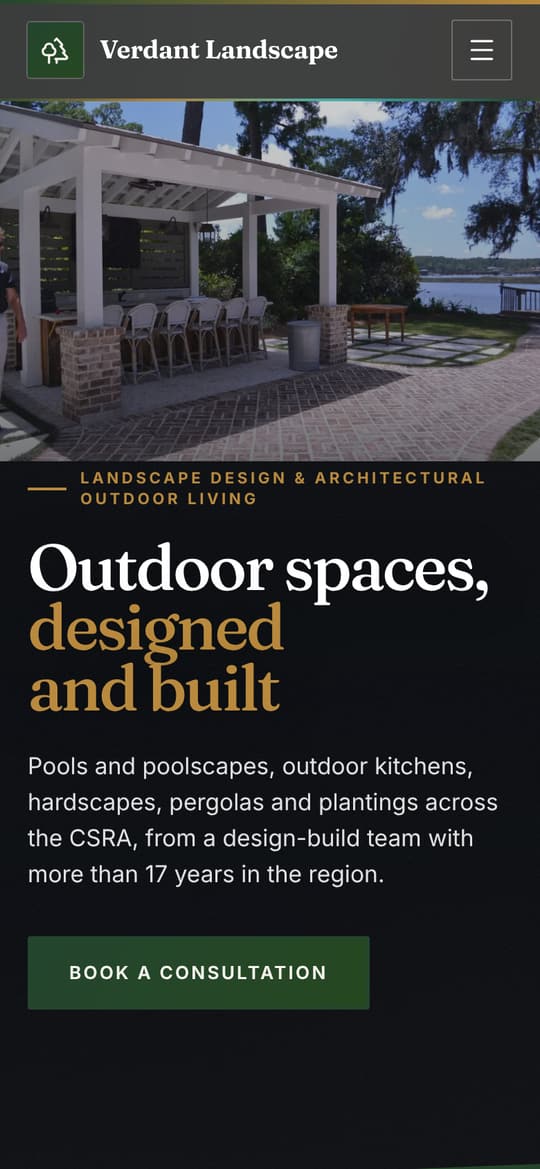 Verdant Landscape
LANDSCAPE DESIGN & ARCHITECTURAL
OUTDOOR LIVING
Outdoor spaces,
designed
and built
Pools and poolscapes, outdoor kitchens,
hardscapes, pergolas and plantings across
the CSRA, from a design-build team with
more than 17 years in the region.
BOOK A CONSULTATION